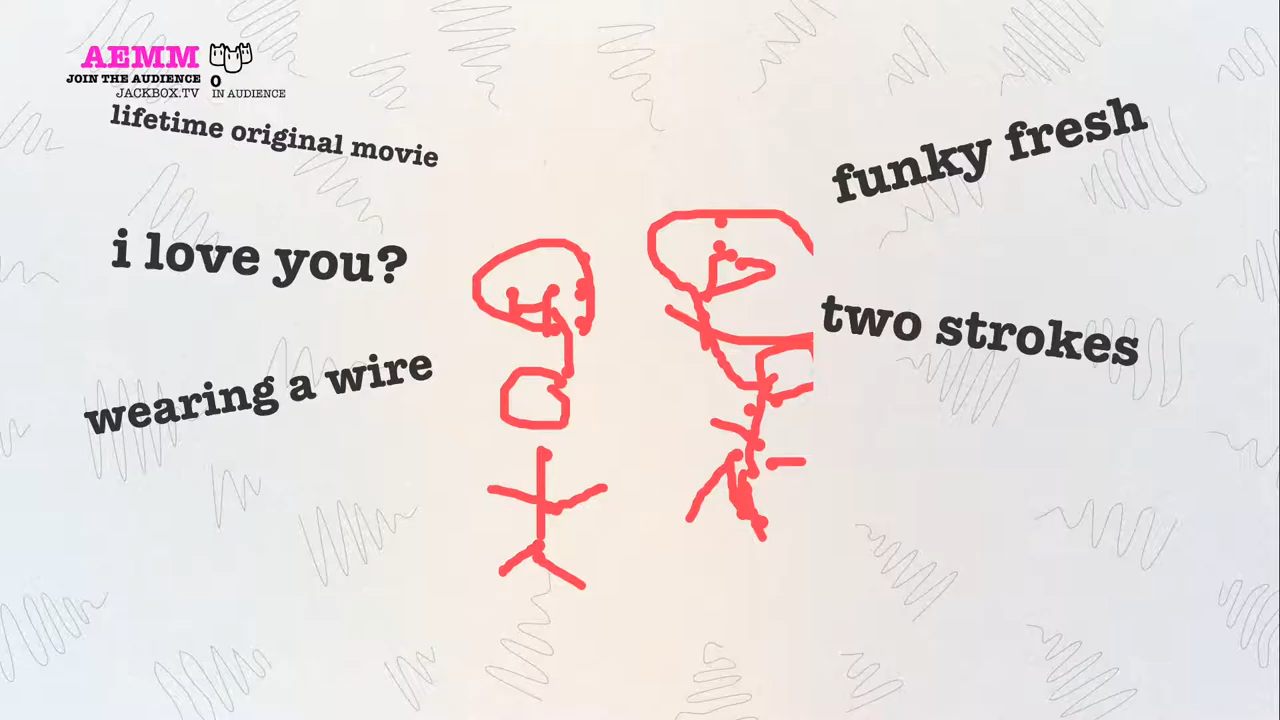 AEMM
JOIN THE AUDIENCE
JACKBOX.TV
0
IN AUDIENCE
lifetime original movie
i love you?
wearing a wire
funky fresh
two strokes